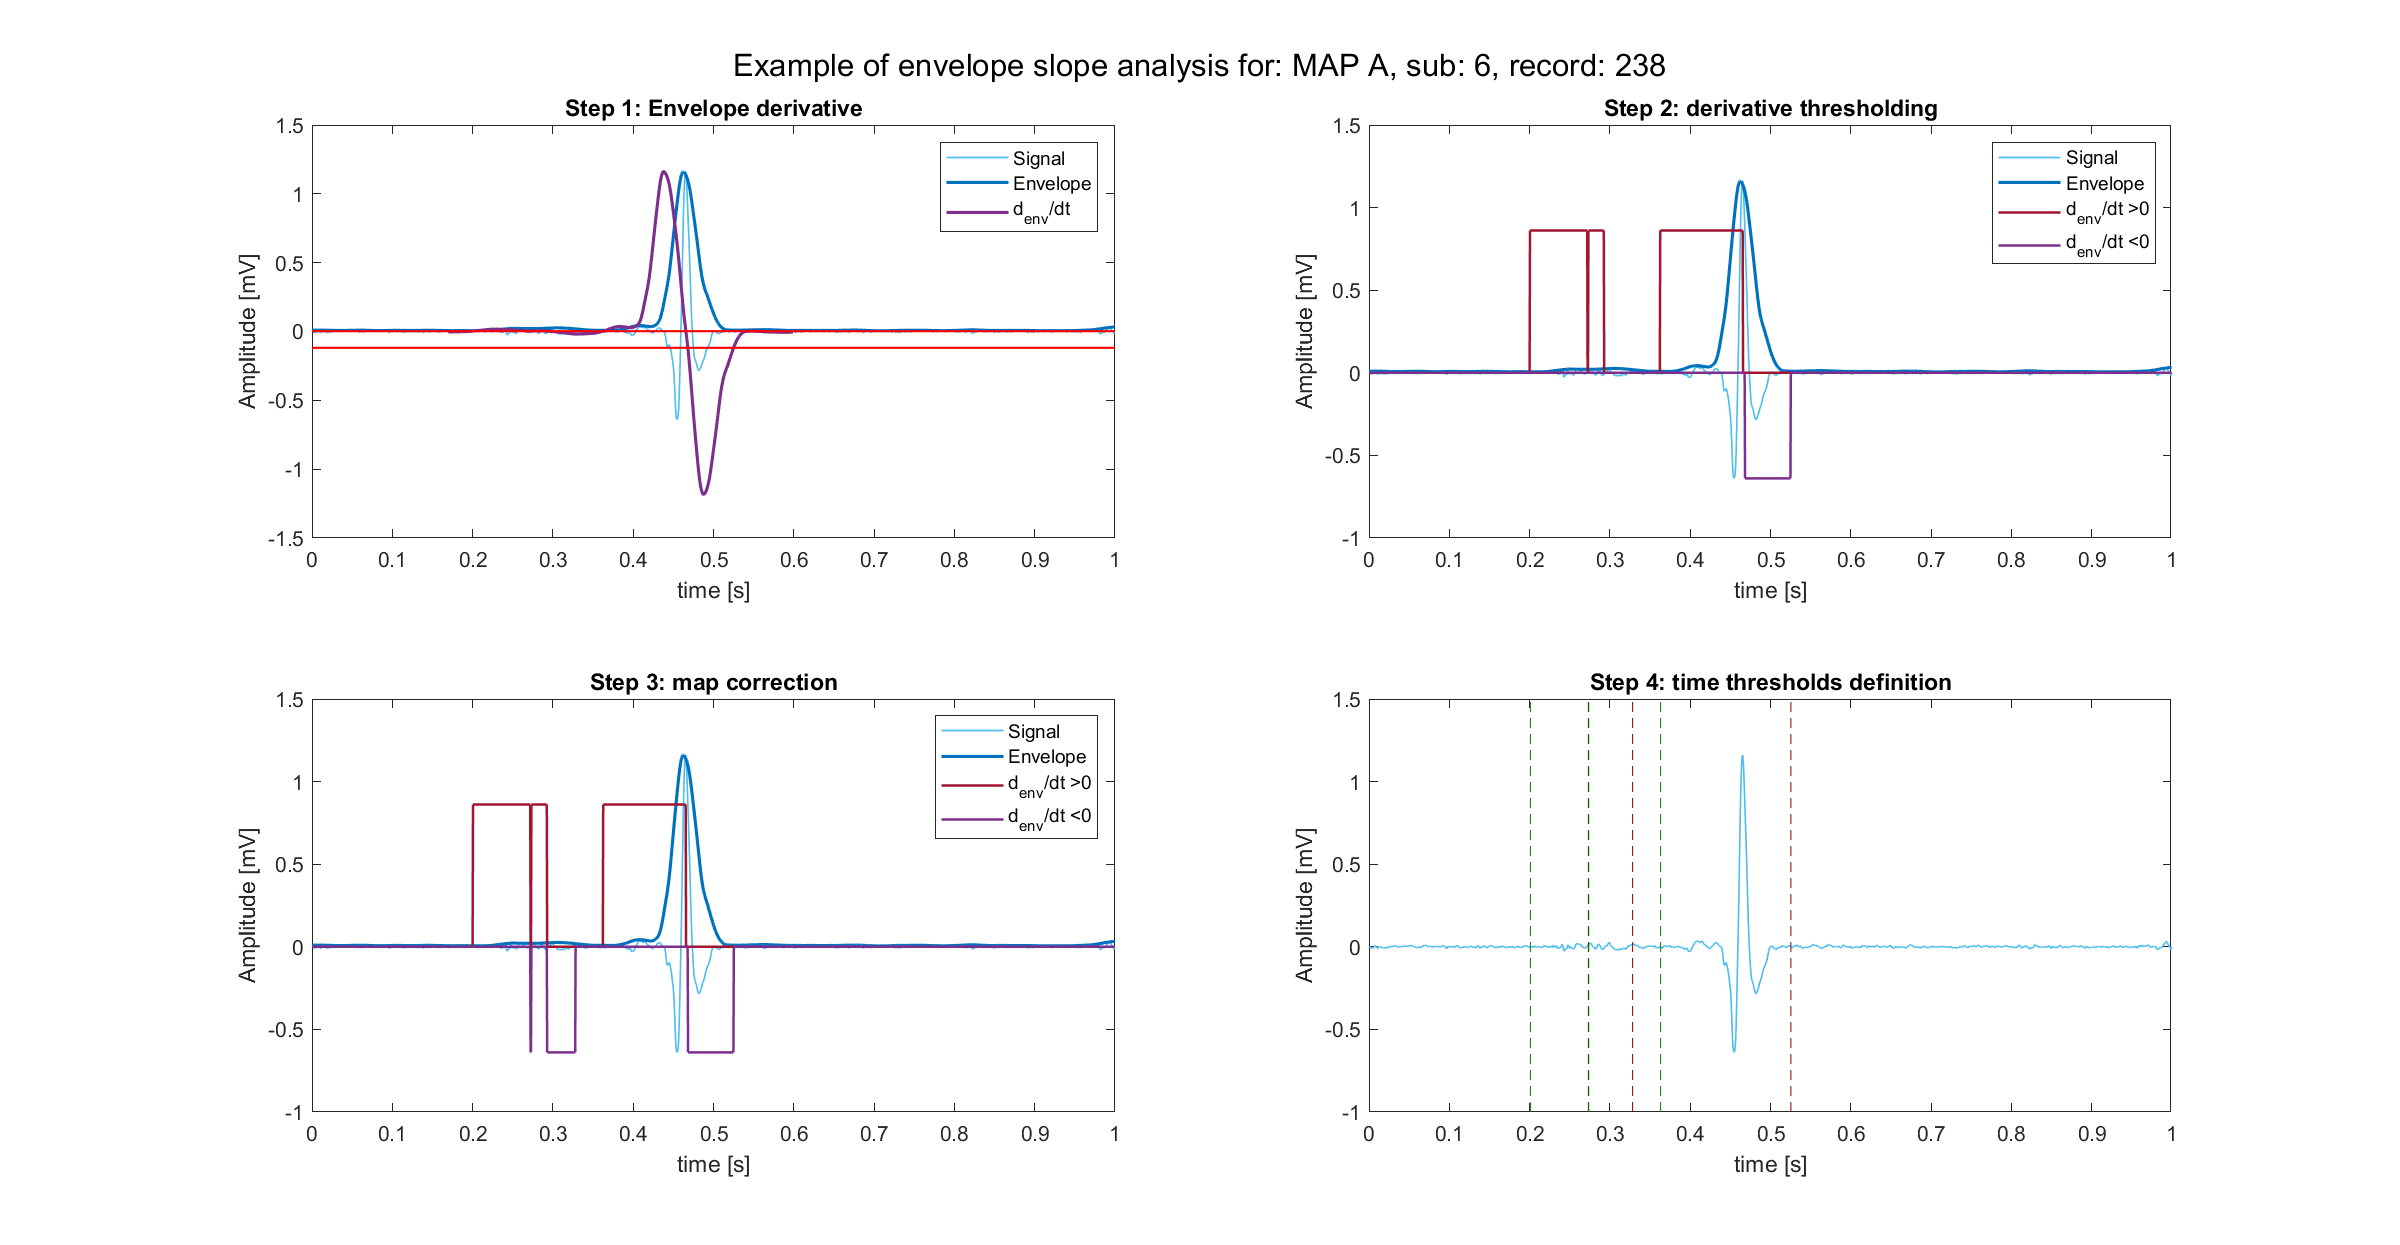 Example of envelope slope analysis for: MAP A, sub: 6, record: 238
Step 1: Envelope derivative
1.5
1
0.5
0
-0.5
-1
-1.5
Amplitude [mV]
0 0.1 0.2 0.3 0.4 0.5 0.6 0.7 0.8 0.9 1
time [s]
Signal
Envelope
d_env/dt
Step 2: derivative thresholding
1.5
1
0.5
0
-0.5
-1
Amplitude [mV]
0 0.1 0.2 0.3 0.4 0.5 0.6 0.7 0.8 0.9 1
time [s]
Signal
Envelope
d_env/dt >0
d_env/dt <0
Step 3: map correction
1.5
1
0.5
0
-0.5
-1
Amplitude [mV]
0 0.1 0.2 0.3 0.4 0.5 0.6 0.7 0.8 0.9 1
time [s]
Signal
Envelope
d_env/dt >0
d_env/dt <0
Step 4: time thresholds definition
1.5
1
0.5
0
-0.5
-1
Amplitude [mV]
0 0.1 0.2 0.3 0.4 0.5 0.6 0.7 0.8 0.9 1
time [s]